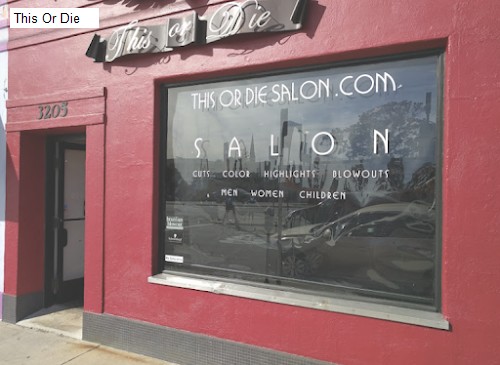 This Or Die
This or Die
3205
THIS OR DIE SALON.COM
SALON
CUTS COLOR HIGHLIGHTS BLOWOUTS
MEN WOMEN CHILDREN